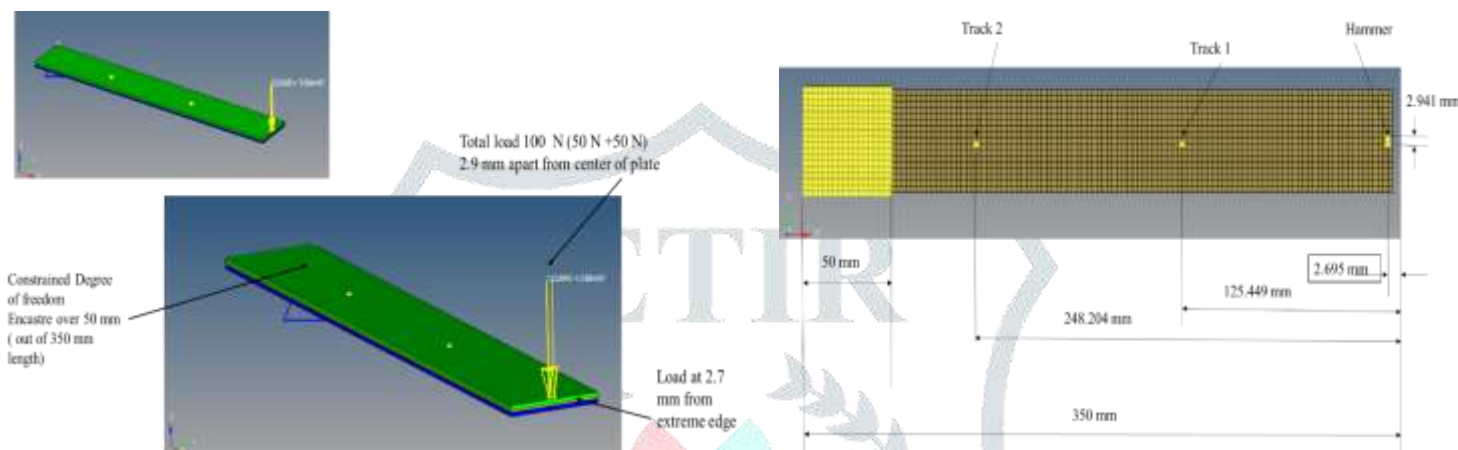 Total load 100 N (50 N +50 N)
2.9 mm apart from center of plate
Constrained Degree
of freedom
Encastre over 50 mm
( out of 350 mm
length)
Load at 2.7
mm from
extreme edge
Track 2
Track 1
Hammer
2.941 mm
50 mm
2.695 mm
125.449 mm
248.204 mm
350 mm